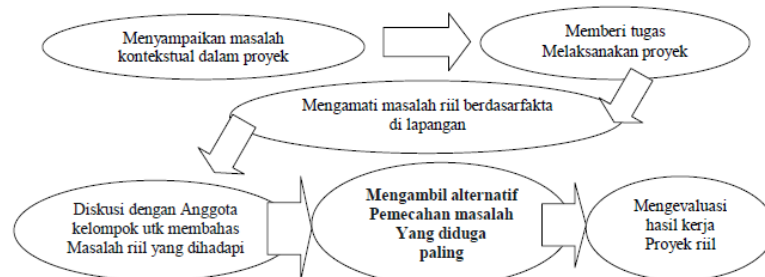 Menyampaikan masalah
kontekstual dalam proyek
Memberi tugas
Melaksanakan proyek
Mengamati masalah riil berdasarfakta
di lapangan
Diskusi dengan Anggota
kelompok utk membahas
Masalah riil yang dihadapi
Mengambil alternatif
Pemecahan masalah
Yang diduga
paling
Mengevaluasi
hasil kerja
Proyek riil